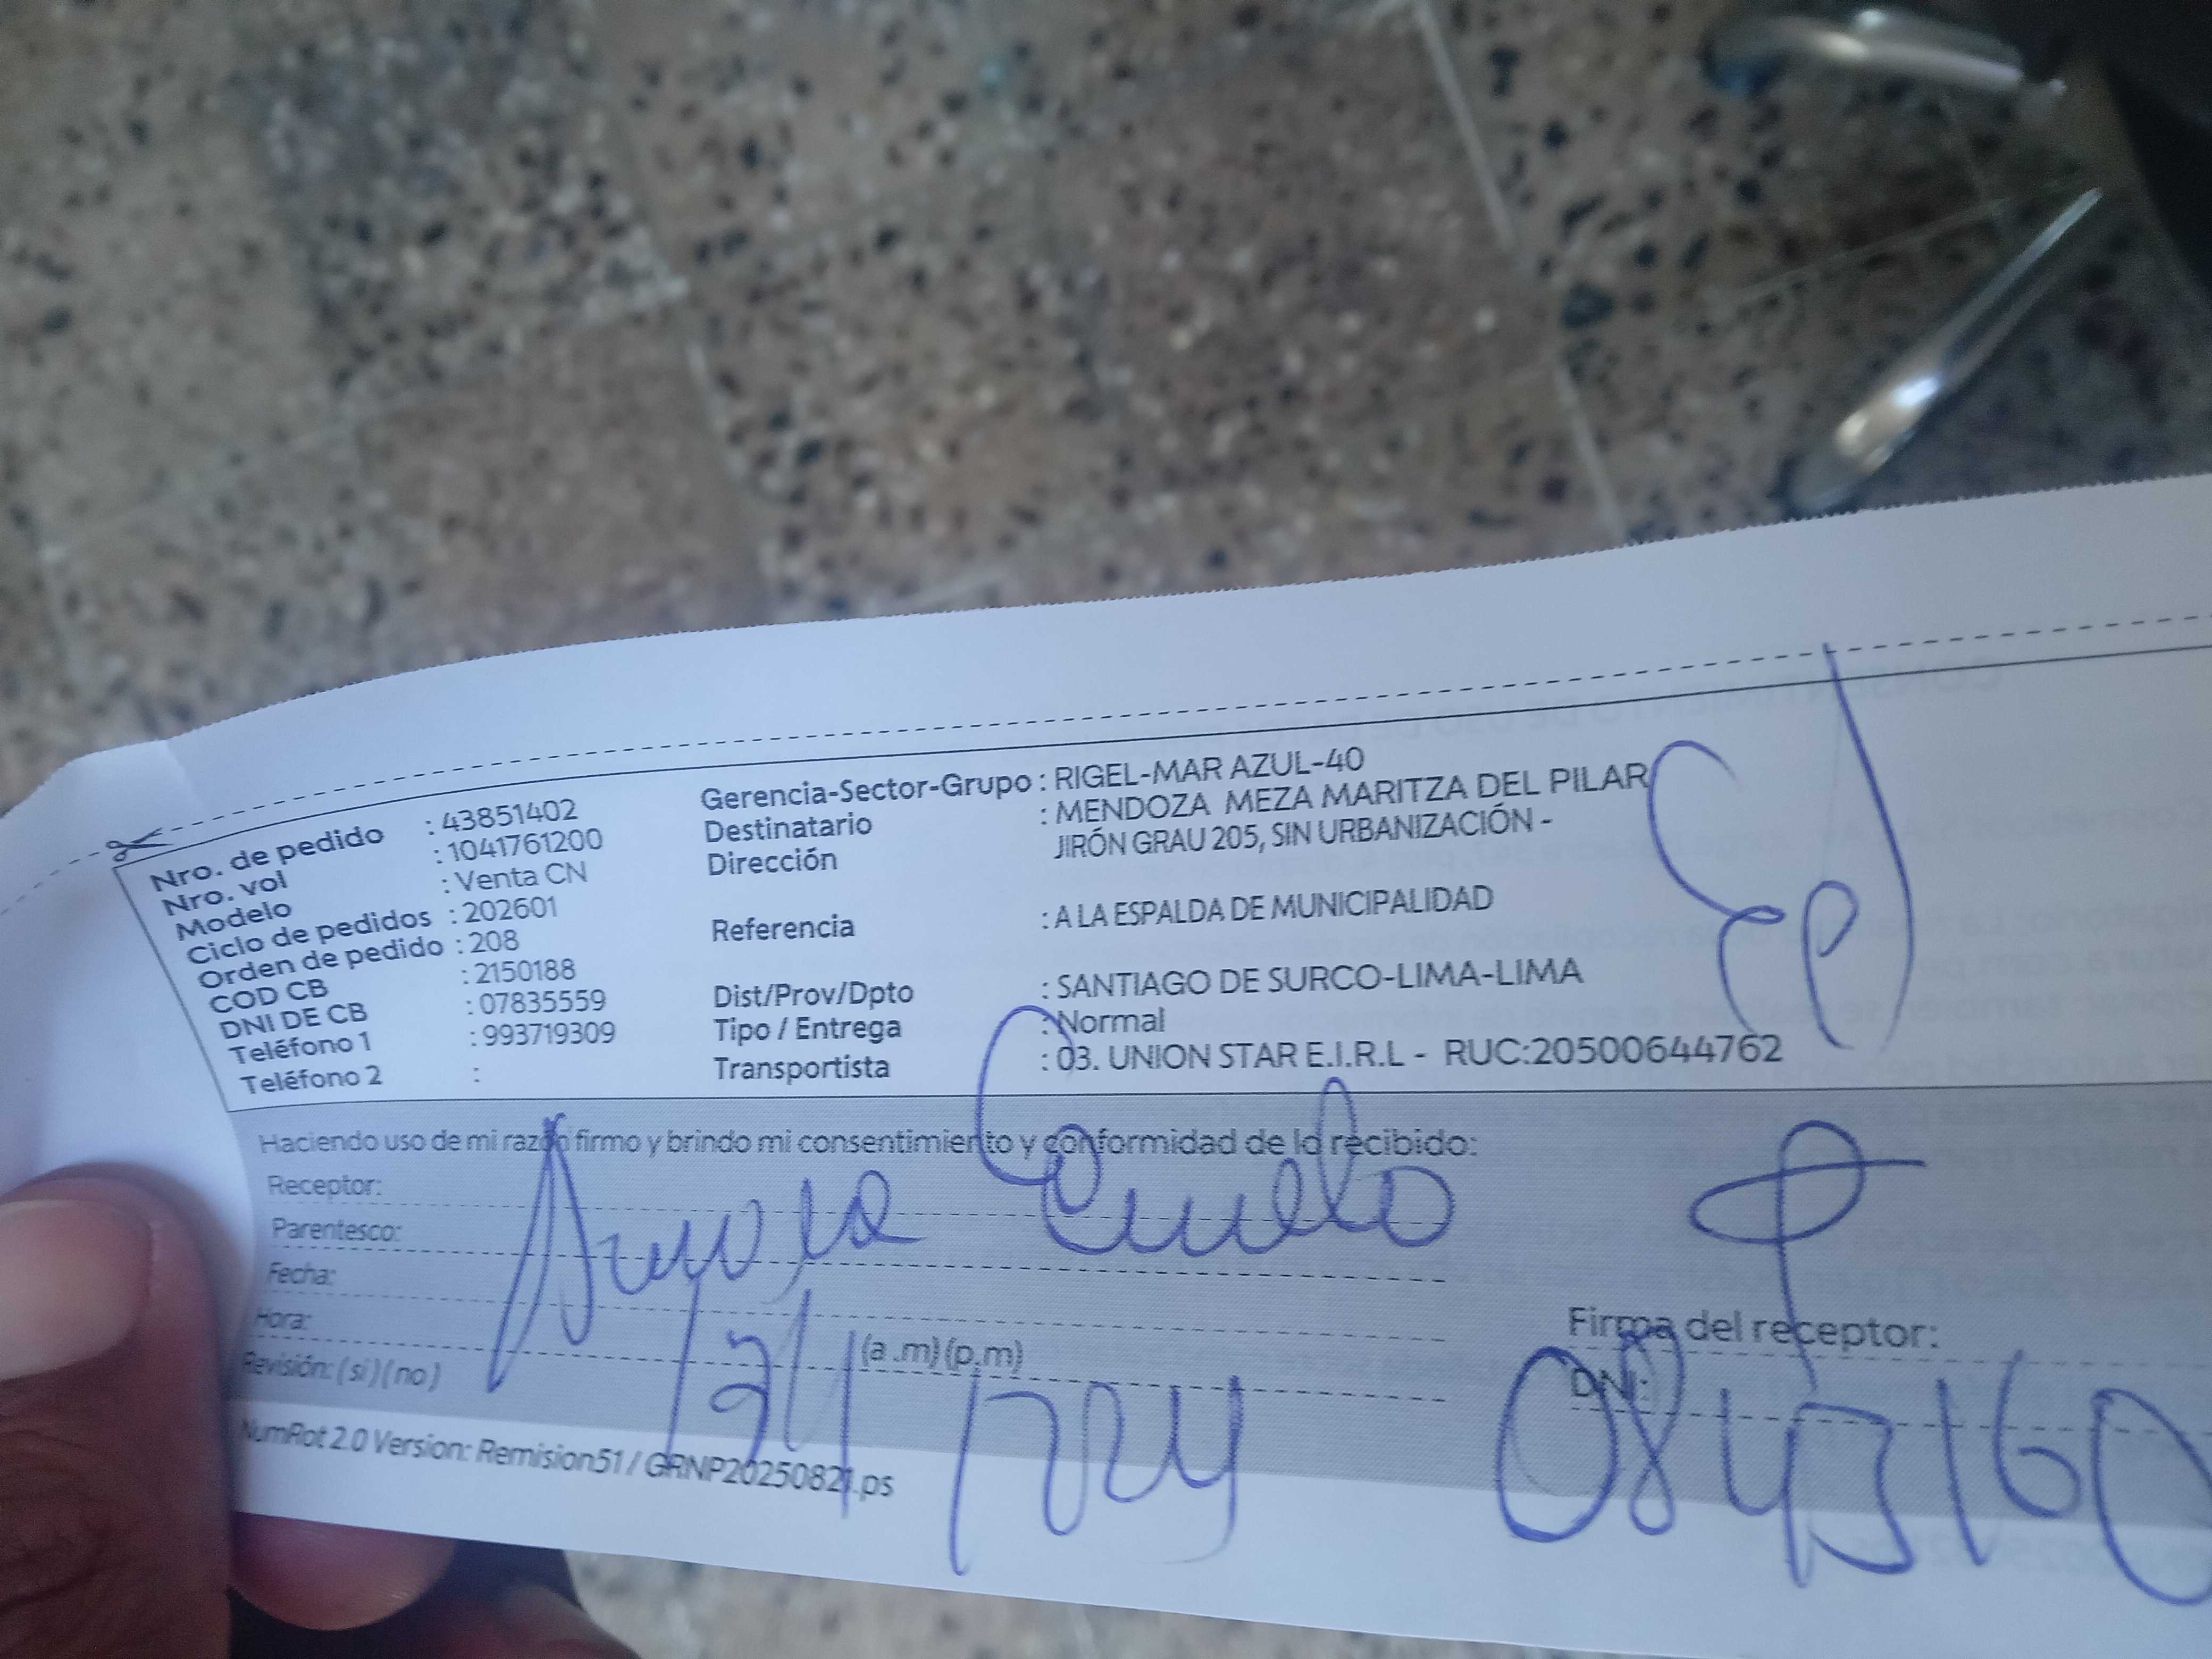 Nro. de pedido : 43851402
Nro. vol : 1041761200
Modelo : Venta CN
Ciclo de pedidos : 202601
Orden de pedido : 208
COD CB : 2150188
DNI DE CB : 07835559
Teléfono 1 : 993719309
Teléfono 2 :
Gerencia-Sector-Grupo : RIGEL-MAR AZUL-40
Destinatario : MENDOZA MEZA MARITZA DEL PILAR
Dirección JIRÓN GRAU 205, SIN URBANIZACIÓN -
Referencia : A LA ESPALDA DE MUNICIPALIDAD
Dist/Prov/Dpto : SANTIAGO DE SURCO-LIMA-LIMA
Tipo / Entrega : Normal
Transportista : 03. UNION STAR E.I.R.L - RUC:20500644762
Haciendo uso de mi razón firmo y brindo mi consentimiento y conformidad de lo recibido:
Receptor:
Parentesco:
Fecha:
Hora: (a .m) (p.m)
Revisión: ( si ) ( no )
Firma del receptor:
DNI:
NumRot 2.0 Version: Remision51 / GRNP20250821.ps